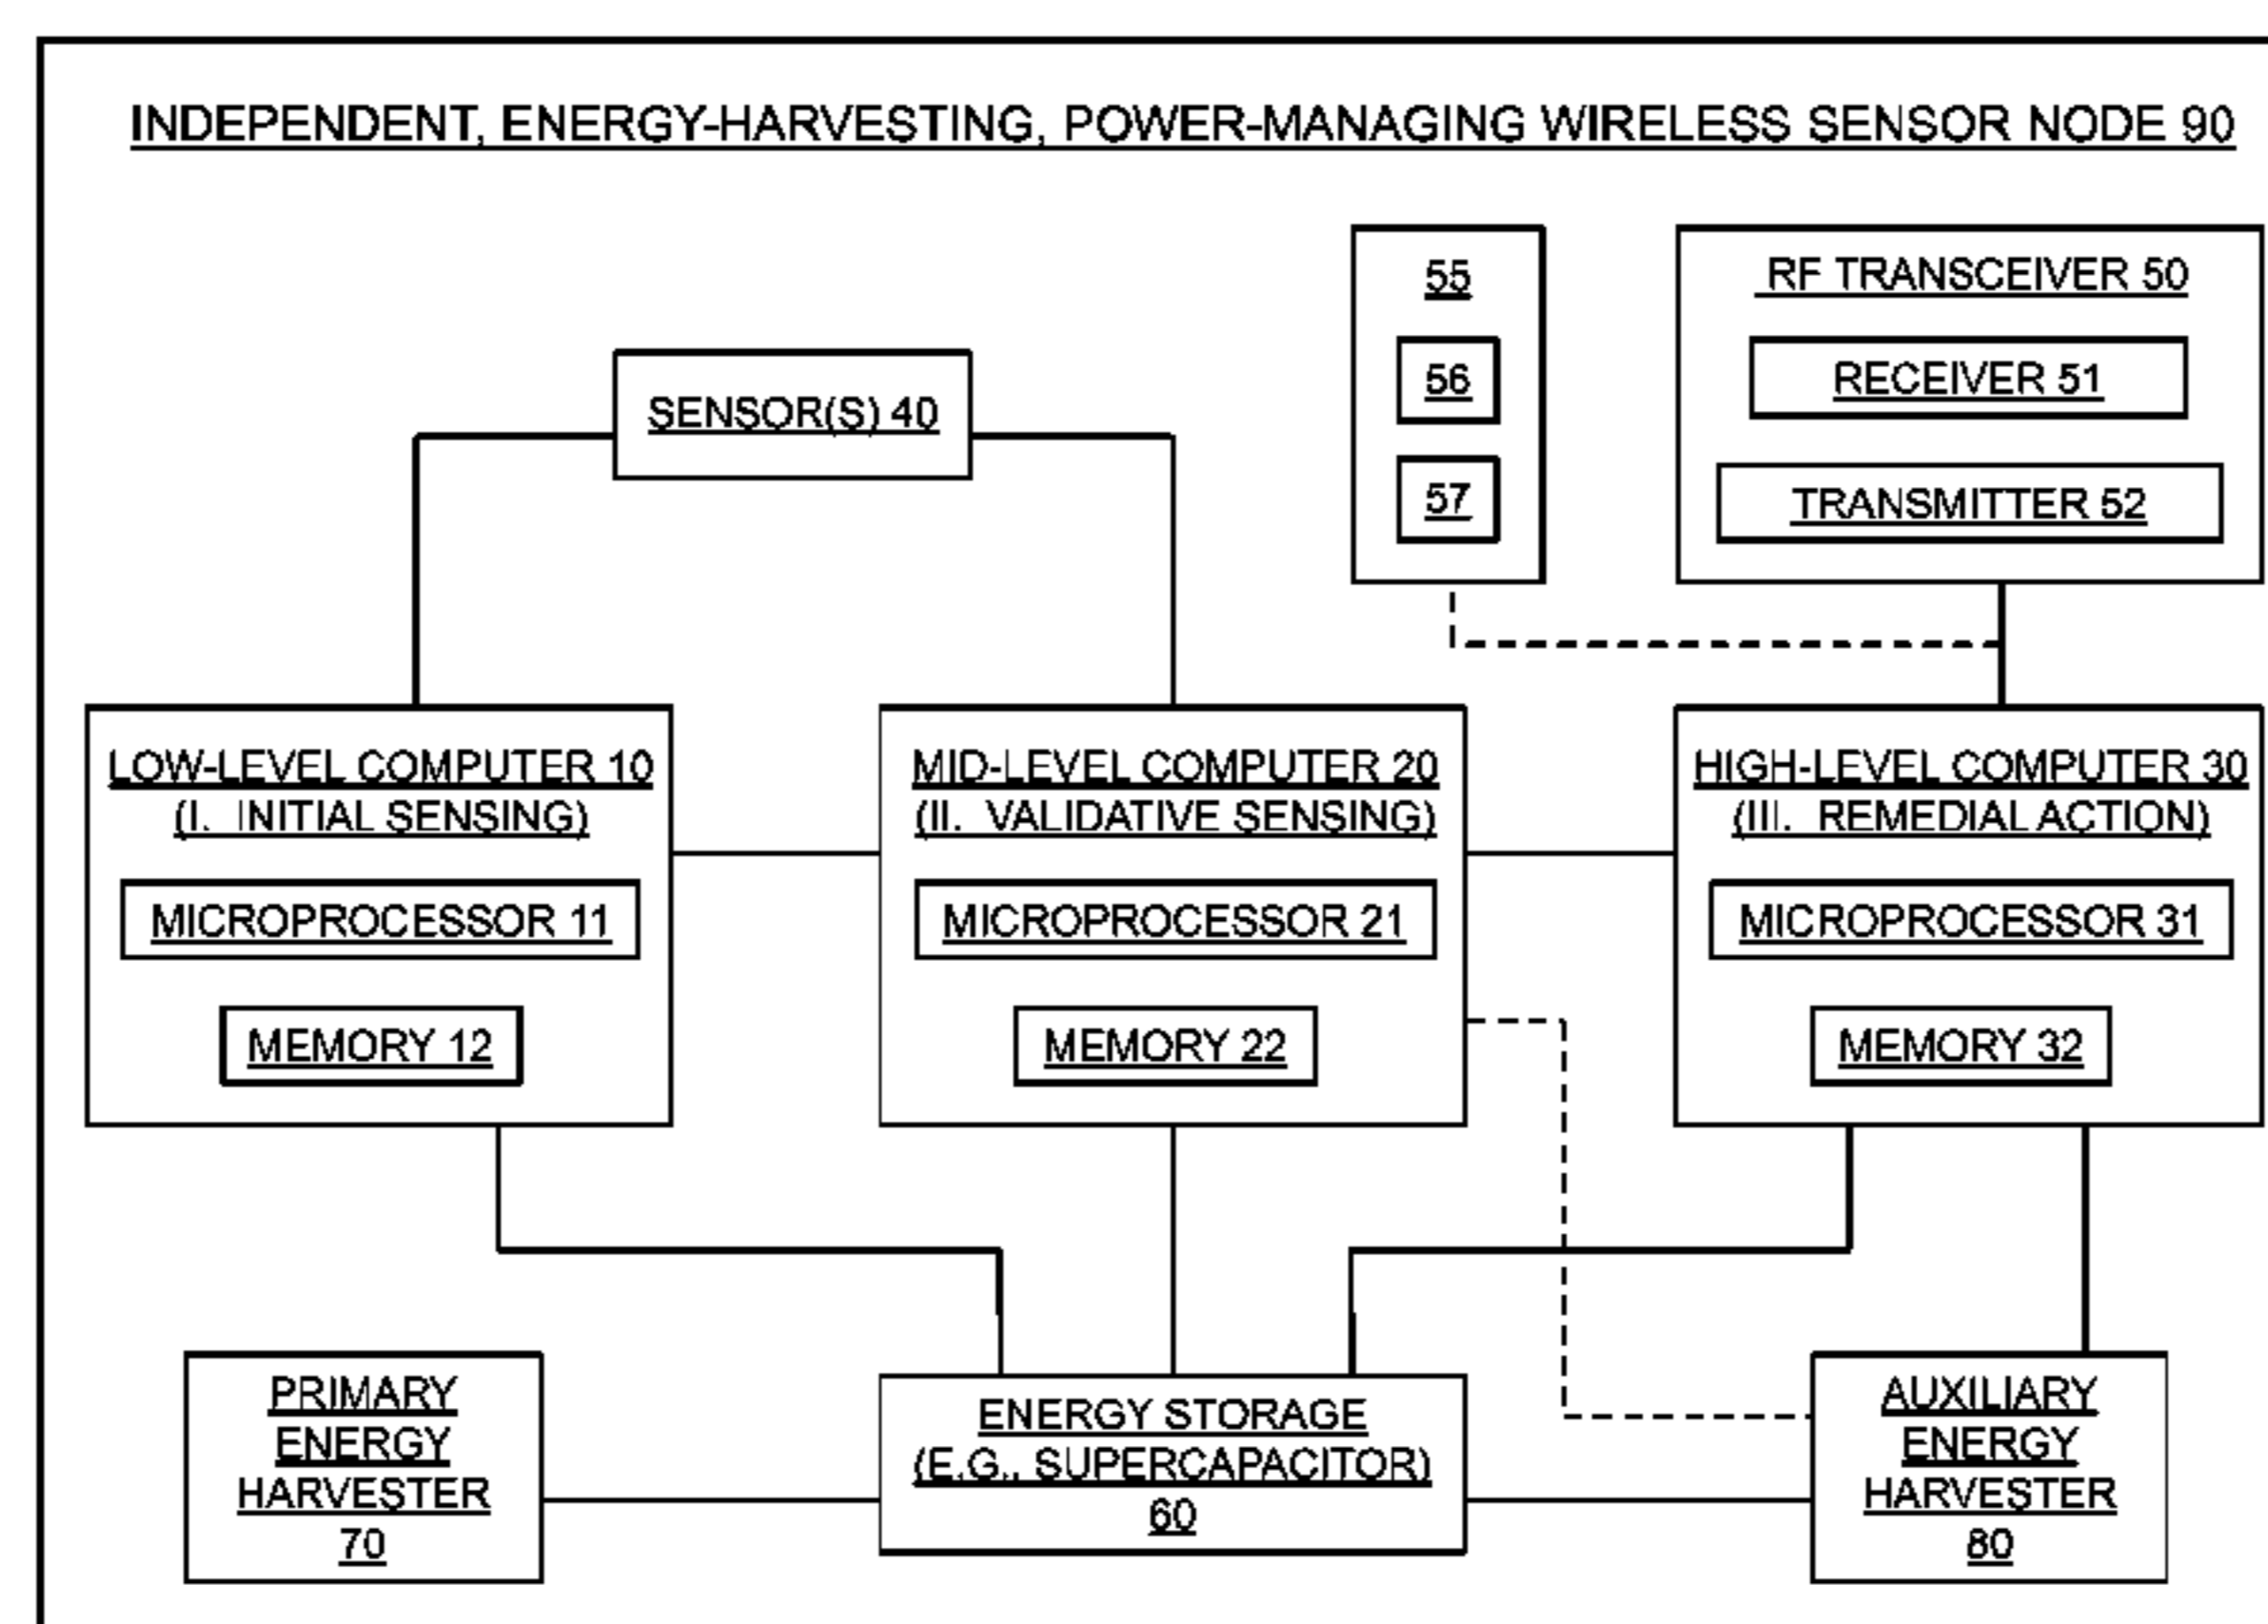 INDEPENDENT, ENERGY-HARVESTING, POWER-MANAGING WIRELESS SENSOR NODE 90
55
56
57
RF TRANSCEIVER 50
RECEIVER 51
TRANSMITTER 52
SENSOR(S) 40
LOW-LEVEL COMPUTER 10
(I. INITIAL SENSING)
MICROPROCESSOR 11
MEMORY 12
MID-LEVEL COMPUTER 20
(II. VALIDATIVE SENSING)
MICROPROCESSOR 21
MEMORY 22
HIGH-LEVEL COMPUTER 30
(III. REMEDIAL ACTION)
MICROPROCESSOR 31
MEMORY 32
PRIMARY
ENERGY
HARVESTER
70
ENERGY STORAGE
(E.G., SUPERCAPACITOR)
60
AUXILIARY
ENERGY
HARVESTER
80